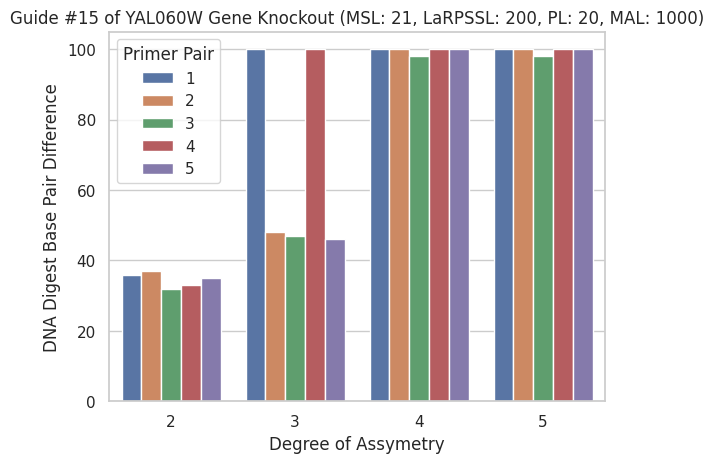 Guide #15 of YAL060W Gene Knockout (MSL: 21, LaRPSSL: 200, PL: 20, MAL: 1000)
Primer Pair
1
2
3
4
5
DNA Digest Base Pair Difference
100
80
60
40
20
0
2 3 4 5
Degree of Assymetry